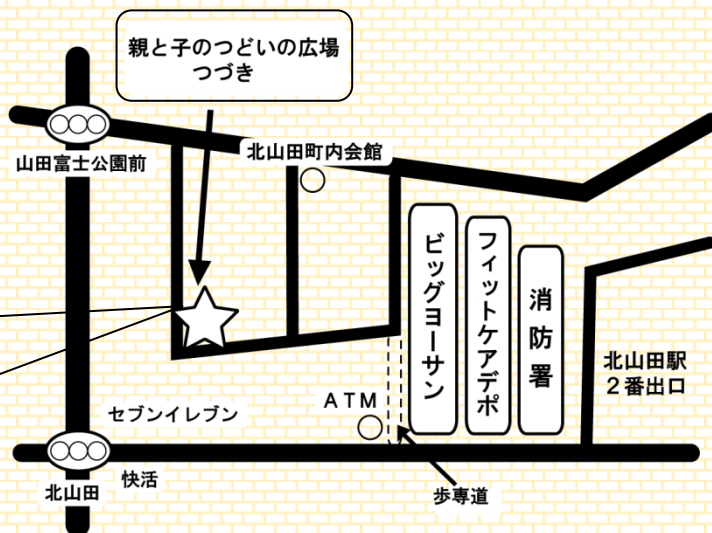 親と子のつどいの広場
つづき
北山田町内会館
山田富士公園前
ビッグヨーサン
フィットケアデポ
消防署
北山田駅
２番出口
ATM
セブンイレブン
快活
北山田
歩専道